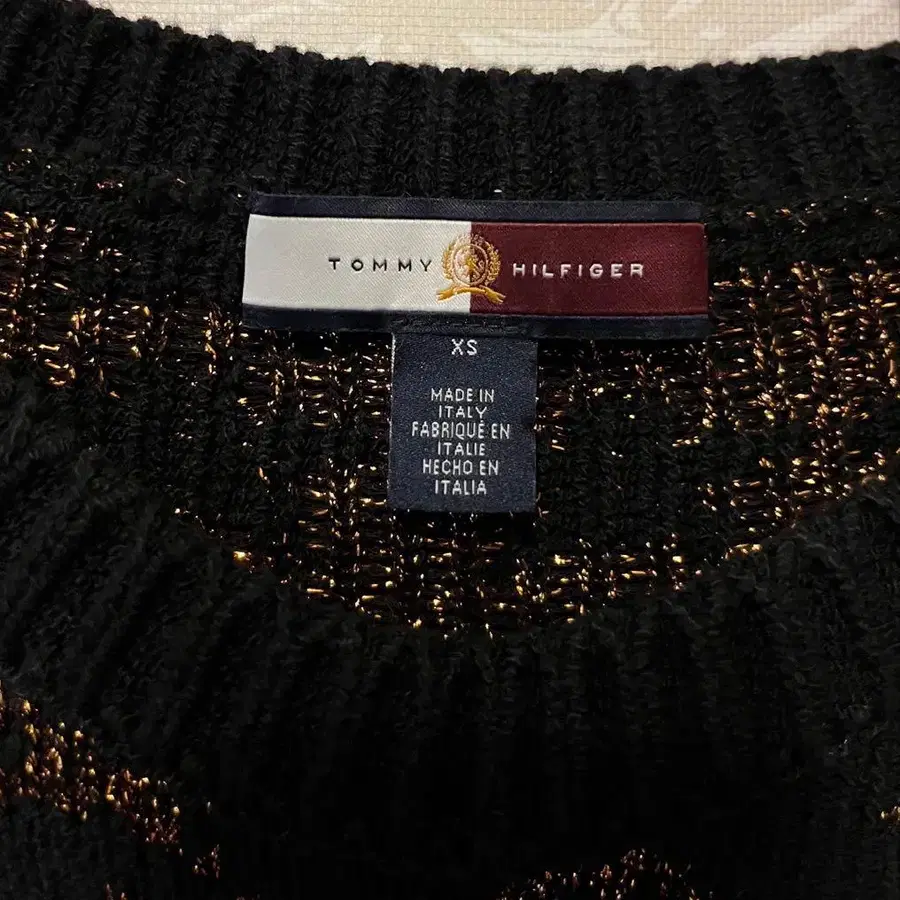 TOMMY HILFIGER
XS
MADE IN
ITALY
FABRIQUÉ EN
ITALIE
HECHO EN
ITALIA